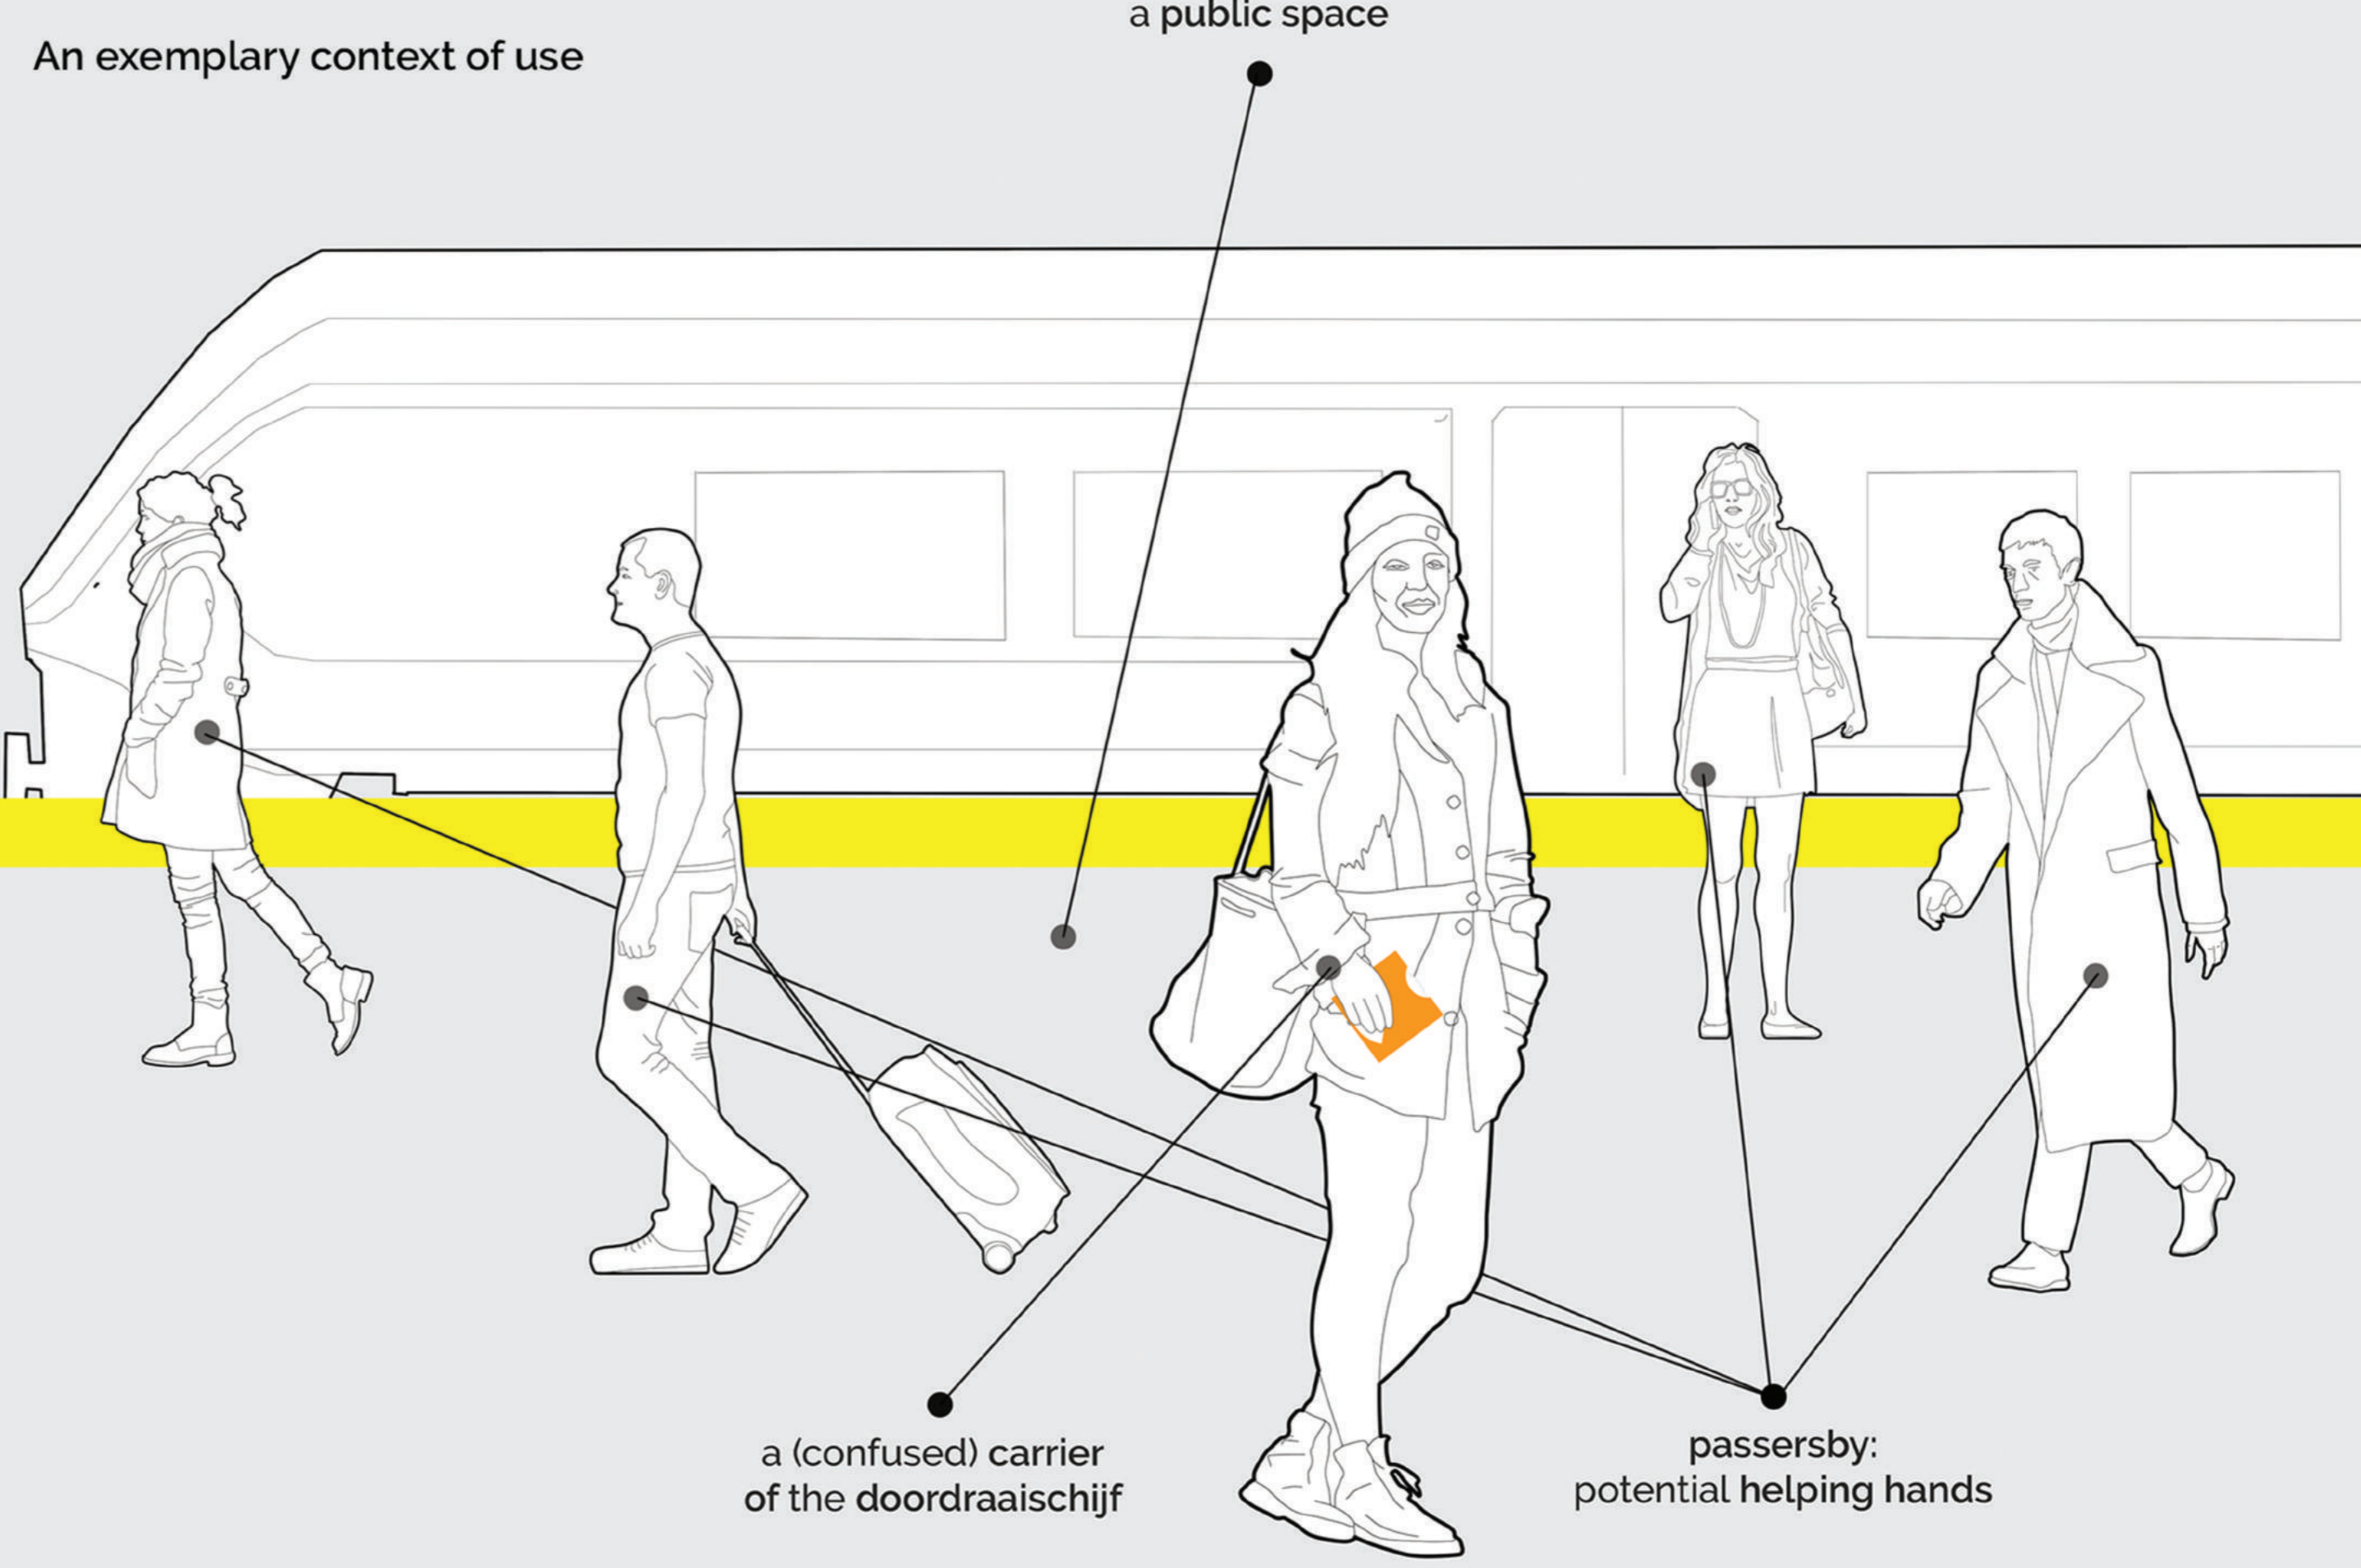 a public space
An exemplary context of use
a (confused) carrier
of the doordraaischijf
passersby:
potential helping hands